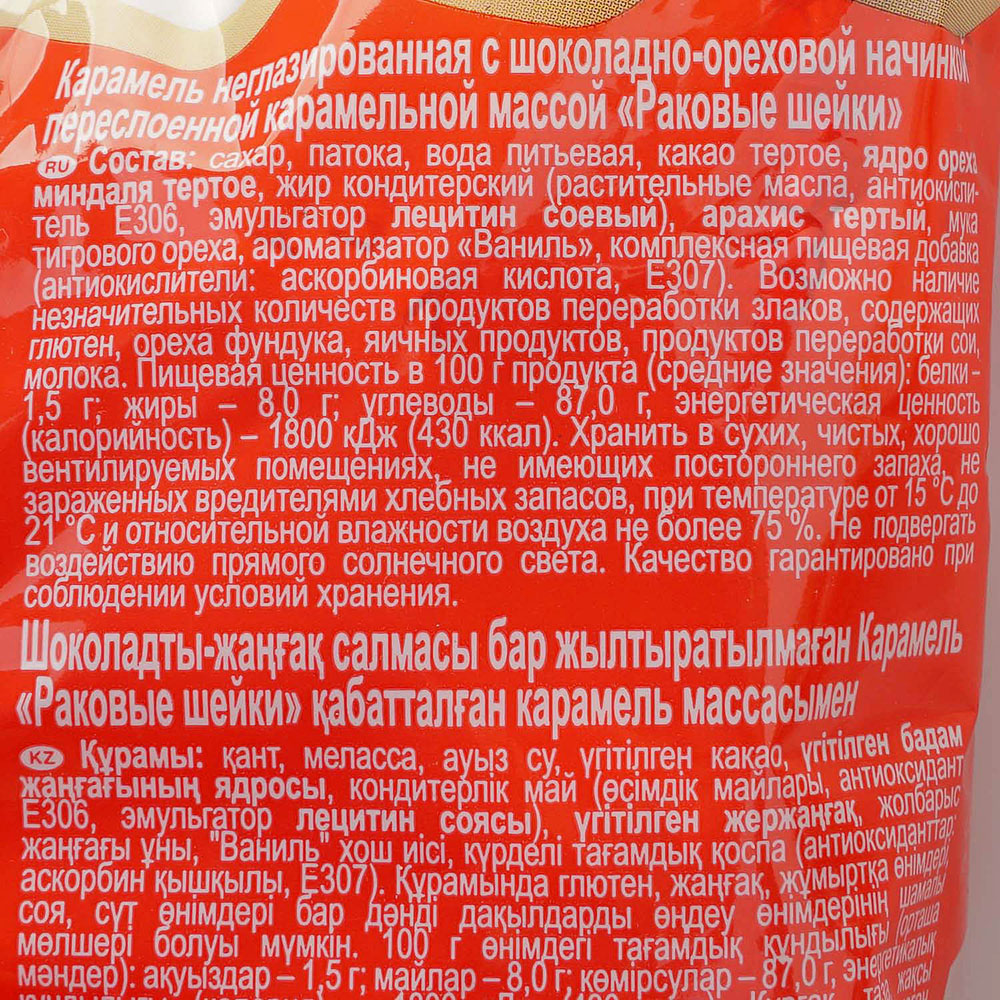 Карамель неглазированная с шоколадно-ореховой начинкой
переслоенной карамельной массой «Раковые шейки»
RU Состав: сахар, патока, вода питьевая, какао тертое, ядро ореха
миндаля тертое, жир кондитерский (растительные масла, антиокисли-
тель Е306, эмульгатор лецитин соевый), арахис тертый, мука
тигрового ореха, ароматизатор «Ваниль», комплексная пищевая добавка
(антиокислители: аскорбиновая кислота, Е307). Возможно наличие
незначительных количеств продуктов переработки злаков, содержащих
глютен, ореха фундука, яичных продуктов, продуктов переработки сои,
молока. Пищевая ценность в 100 г продукта (средние значения): белки –
1,5 г; жиры – 8,0 г; углеводы – 87,0 г, энергетическая ценность
(калорийность) – 1800 кДж (430 ккал). Хранить в сухих, чистых, хорошо
вентилируемых помещениях, не имеющих постороннего запаха, не
зараженных вредителями хлебных запасов, при температуре от 15 °С до
21 °С и относительной влажности воздуха не более 75 %. Не подвергать
воздействию прямого солнечного света. Качество гарантировано при
соблюдении условий хранения.
Шоколадты-жаңғақ салмасы бар жылтыратылмаған Карамель
«Раковые шейки» қабатталған карамель массасымен
KZ Құрамы: қант, меласса, ауыз су, үгітілген какао, үгітілген бадам
жаңғағының ядросы, кондитерлік май (өсімдік майлары, антиоксидант
Е306, эмульгатор лецитин соясы), үгітілген жержаңғақ, жолбарыс
жаңғағы ұны, "Ваниль" хош иісі, күрделі тағамдық қоспа (антиоксиданттар:
аскорбин қышқылы, Е307). Құрамында глютен, жаңғақ, жұмыртқа өнімдері,
соя, сүт өнімдері бар дәнді дақылдарды өңдеу өнімдерінің шамалы
мөлшері болуы мүмкін. 100 г өнімдегі тағамдық құндылығы (орташа
мәндер): ақуыздар – 1,5 г; майлар – 8,0 г; көмірсулар – 87,0 г, энергетикалық